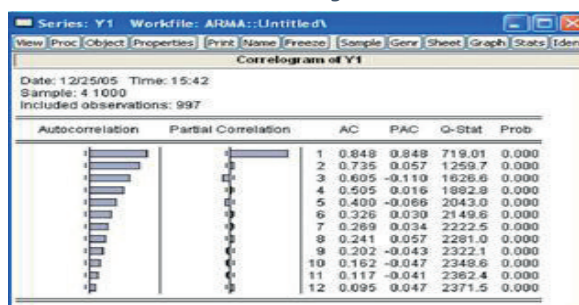 Series: Y1 Workfile: ARMA::Untitled\
View Proc Object Properties Print Name Freeze Sample Genr Sheet Graph Stats Iden
Correlogram of Y1
Date: 12/25/05 Time: 15:42
Sample: 4 1000
Included observations: 997
Autocorrelation Partial Correlation AC PAC Q-Stat Prob
1 0.848 0.848 719.01 0.000
2 0.735 0.057 1259.7 0.000
3 0.605 -0.110 1626.6 0.000
4 0.505 0.016 1882.8 0.000
5 0.400 -0.066 2043.0 0.000
6 0.326 0.030 2149.6 0.000
7 0.269 0.034 2222.5 0.000
8 0.241 0.057 2281.0 0.000
9 0.202 -0.043 2322.1 0.000
10 0.162 -0.047 2348.6 0.000
11 0.117 -0.041 2362.4 0.000
12 0.095 0.047 2371.5 0.000